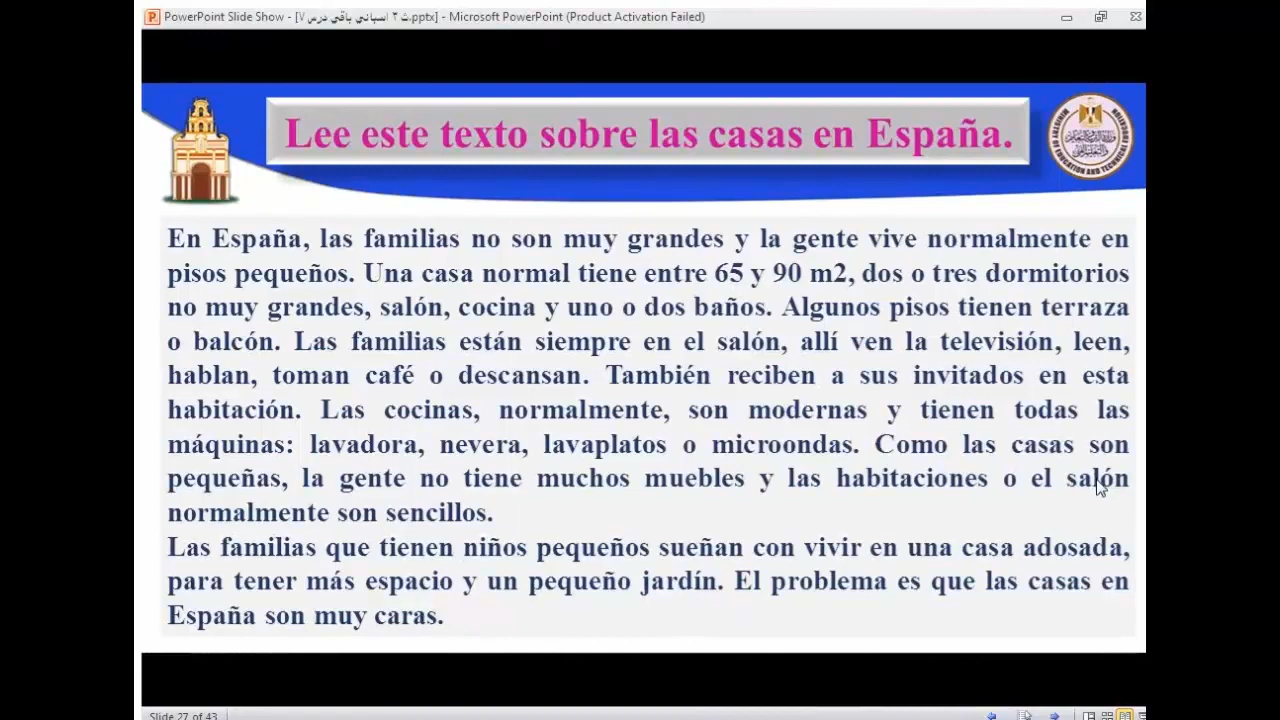 PowerPoint Slide Show - [ث ٢ اسباني باقي درس ٧.pptx] - Microsoft PowerPoint (Product Activation Failed)
Lee este texto sobre las casas en España.
En España, las familias no son muy grandes y la gente vive normalmente en
pisos pequeños. Una casa normal tiene entre 65 y 90 m2, dos o tres dormitorios
no muy grandes, salón, cocina y uno o dos baños. Algunos pisos tienen terraza
o balcón. Las familias están siempre en el salón, allí ven la televisión, leen,
hablan, toman café o descansan. También reciben a sus invitados en esta
habitación. Las cocinas, normalmente, son modernas y tienen todas las
máquinas: lavadora, nevera, lavaplatos o microondas. Como las casas son
pequeñas, la gente no tiene muchos muebles y las habitaciones o el salón
normalmente son sencillos.
Las familias que tienen niños pequeños sueñan con vivir en una casa adosada,
para tener más espacio y un pequeño jardín. El problema es que las casas en
España son muy caras.
Slide 27 of 43